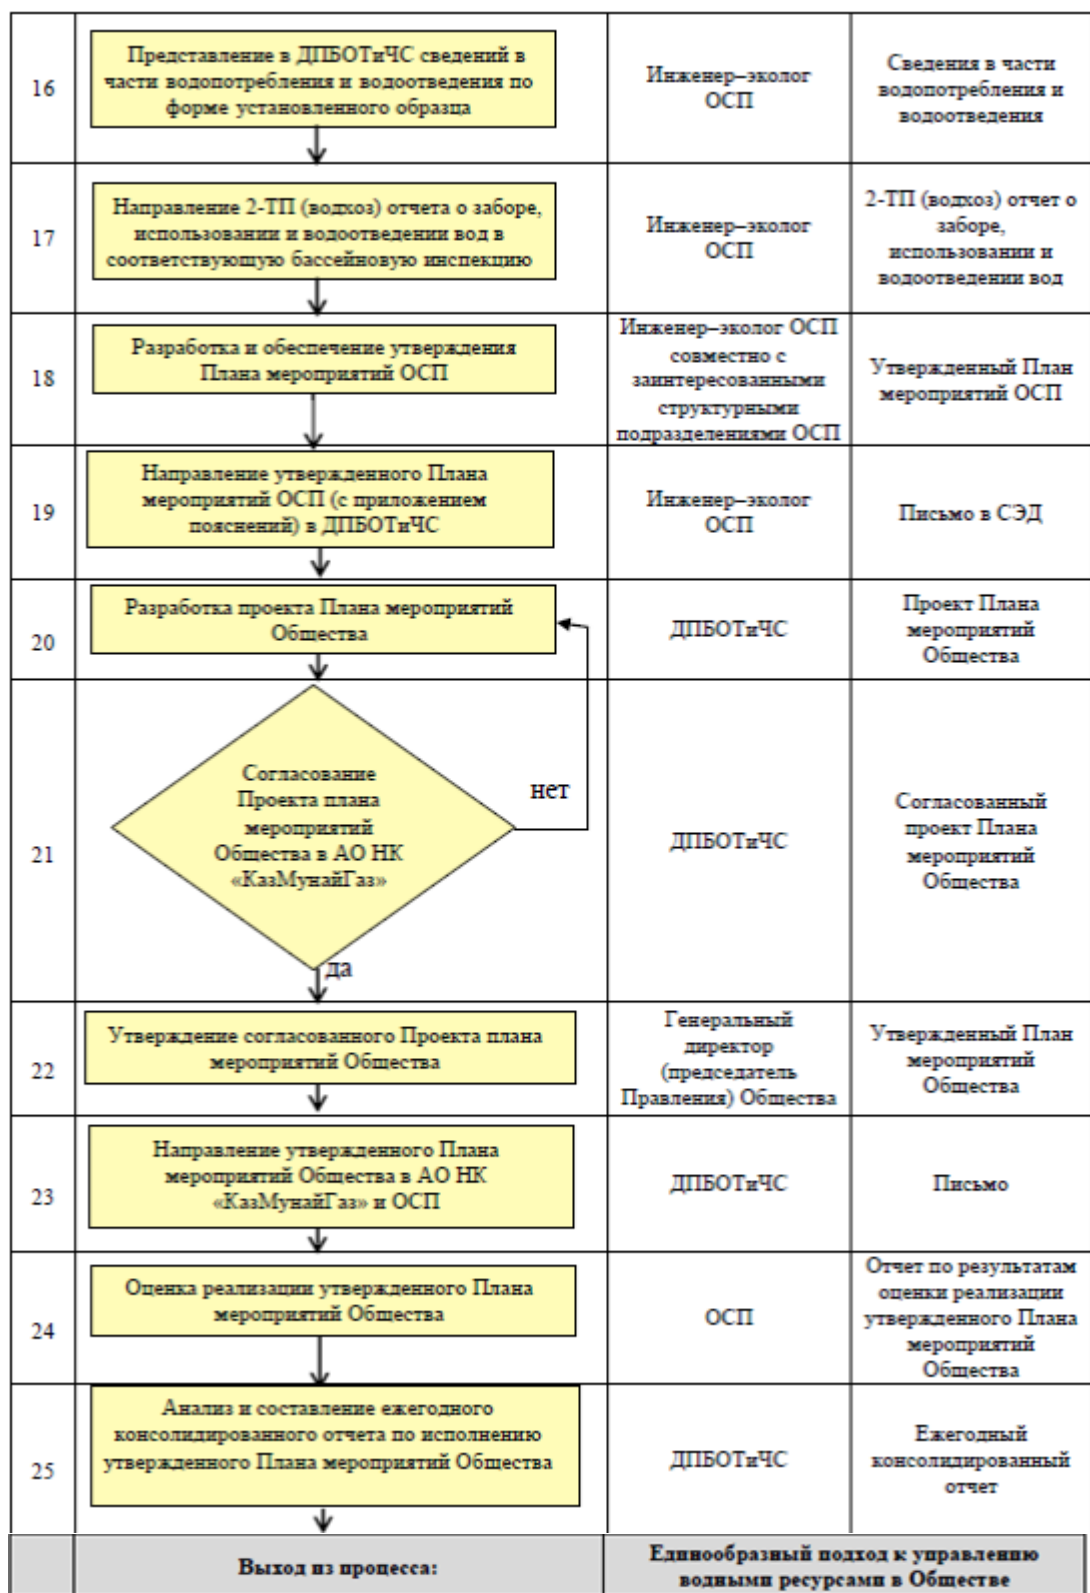 16
Представление в ДПБОТиЧС сведений в
части водопотребления и водоотведения по
форме установленного образца
Инженер–эколог
ОСП
Сведения в части
водопотребления и
водоотведения
17
Направление 2-ТП (водхоз) отчета о заборе,
использовании и водоотведении вод в
соответствующую бассейновую инспекцию
Инженер–эколог
ОСП
2-ТП (водхоз) отчет о
заборе,
использовании и
водоотведении вод
18
Разработка и обеспечение утверждения
Плана мероприятий ОСП
Инженер–эколог ОСП
совместно с
заинтересованными
структурными
подразделениями ОСП
Утвержденный План
мероприятий ОСП
19
Направление утвержденного Плана
мероприятий ОСП (с приложением
пояснений) в ДПБОТиЧС
Инженер–эколог
ОСП
Письмо в СЭД
20
Разработка проекта Плана мероприятий
Общества
ДПБОТиЧС
Проект Плана
мероприятий
Общества
21
Согласование
Проекта плана
мероприятий
Общества в АО НК
«КазМунайГаз»
нет
да
ДПБОТиЧС
Согласованный
проект Плана
мероприятий
Общества
22
Утверждение согласованного Проекта плана
мероприятий Общества
Генеральный
директор
(председатель
Правления) Общества
Утвержденный План
мероприятий
Общества
23
Направление утвержденного Плана
мероприятий Общества в АО НК
«КазМунайГаз» и ОСП
ДПБОТиЧС
Письмо
24
Оценка реализации утвержденного Плана
мероприятий Общества
ОСП
Отчет по результатам
оценки реализации
утвержденного Плана
мероприятий
Общества
25
Анализ и составление ежегодного
консолидированного отчета по исполнению
утвержденного Плана мероприятий Общества
ДПБОТиЧС
Ежегодный
консолидированный
отчет
Выход из процесса:
Единообразный подход к управлению
водными ресурсами в Обществе